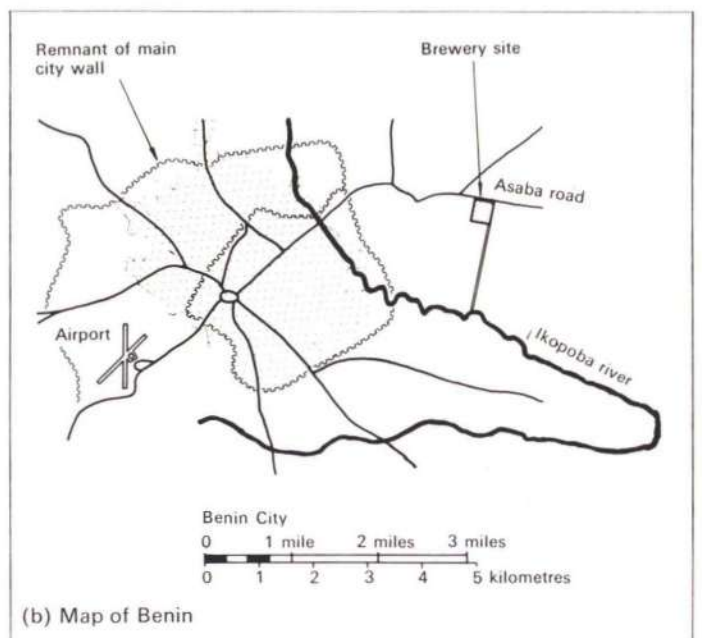 Remnant of main
city wall
Brewery site
Asaba road
Airport
Ikopoba river
Benin City
0 1 mile 2 miles 3 miles
0 1 2 3 4 5 kilometres
(b) Map of Benin